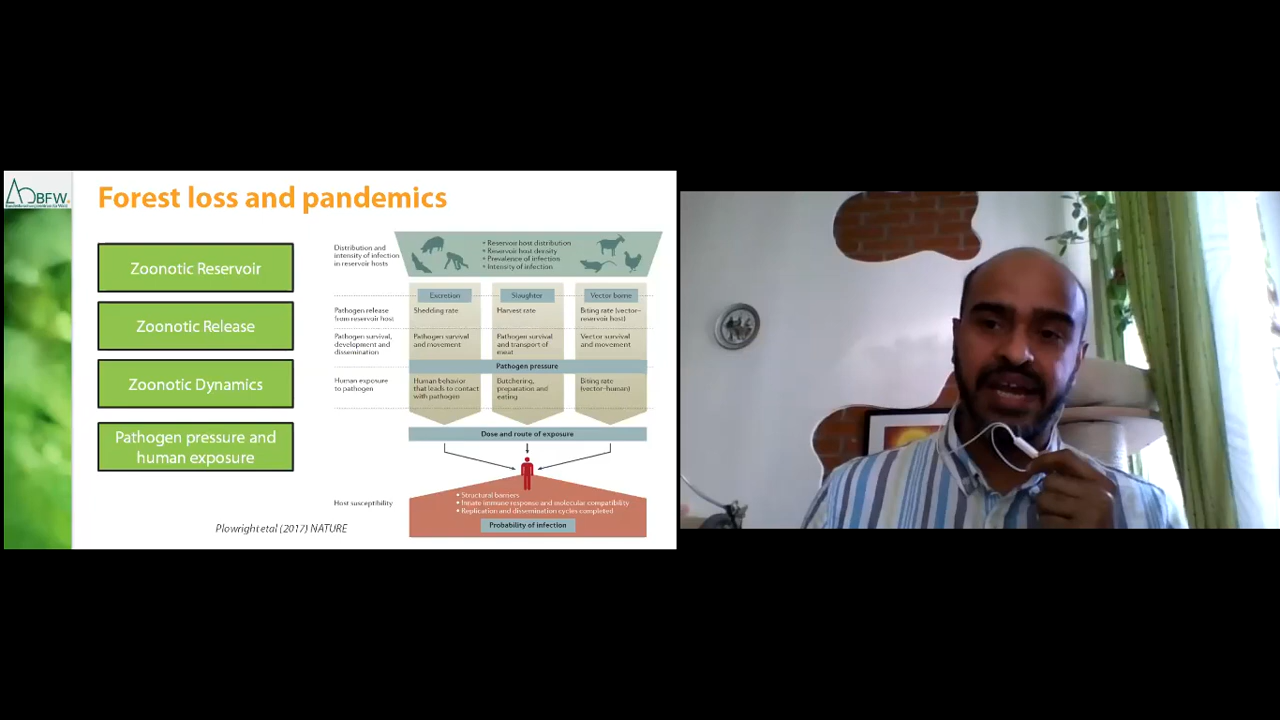 BFW
Forest loss and pandemics
Zoonotic Reservoir
Zoonotic Release
Zoonotic Dynamics
Pathogen pressure and
human exposure
Plowright etal (2017) NATURE
Distribution and
intensity of infection
in reservoir hosts
• Reservoir host distribution
• Reservoir host density
• Prevalence of infection
• Intensity of infection
Excretion
Slaughter
Vector borne
Pathogen release
from reservoir host
Shedding rate
Harvest rate
Biting rate (vector–
reservoir host)
Pathogen survival,
development and
dissemination
Pathogen survival
and movement
Pathogen survival
and transport of
meat
Vector survival
and movement
Pathogen pressure
Human exposure
to pathogen
Human behavior
that leads to contact
with pathogen
Butchering,
preparation and
eating
Biting rate
(vector–human)
Dose and route of exposure
Host susceptibility
• Structural barriers
• Innate immune response and molecular compatibility
• Replication and dissemination cycles completed
Probability of infection